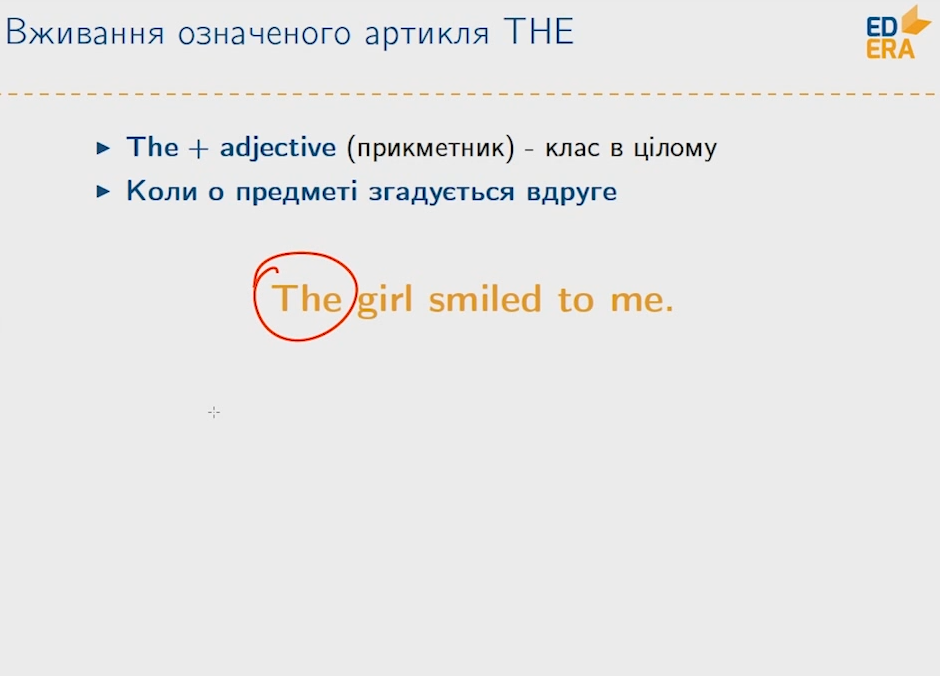 Вживання означеного артикля THE
ED
ERA
The + adjective (прикметник) - клас в цілому
Коли о предметі згадується вдруге
The girl smiled to me.